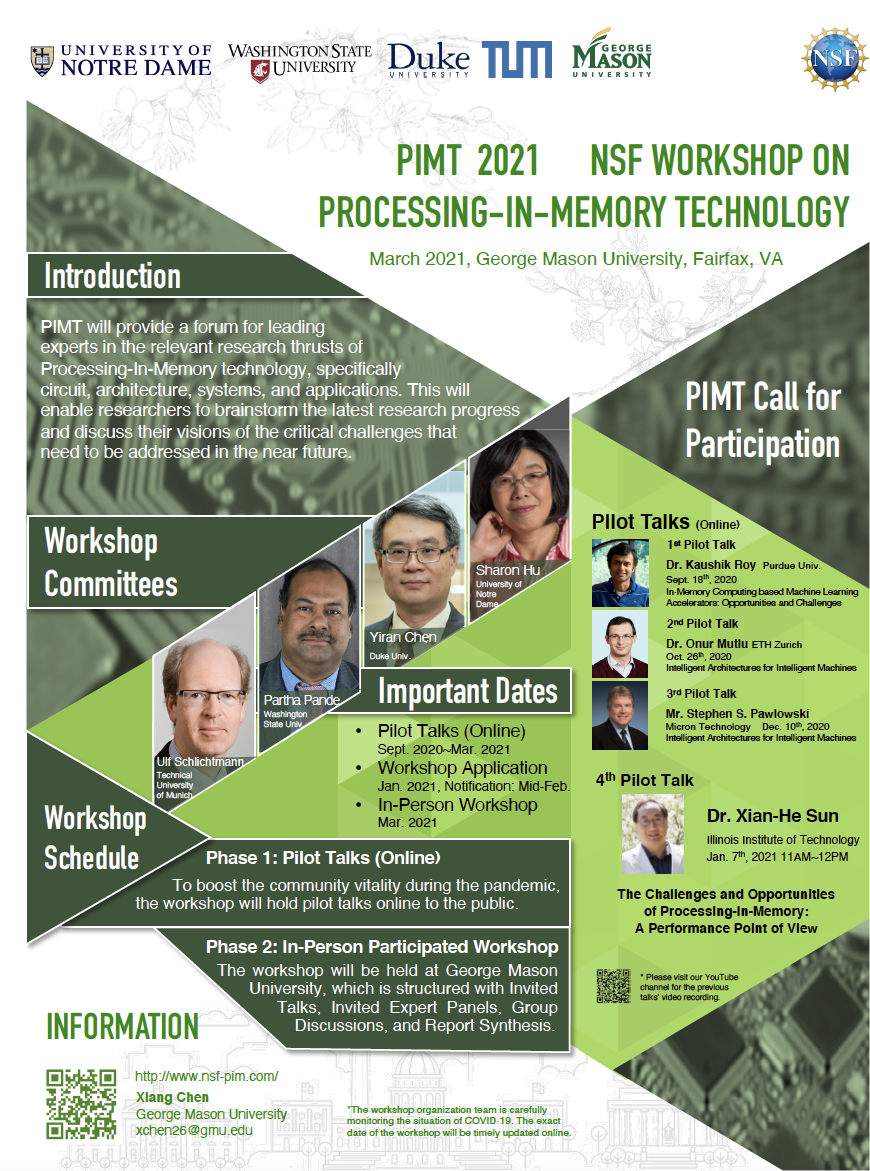 UNIVERSITY OF
NOTRE DAME
WASHINGTON STATE
UNIVERSITY
Duke
UNIVERSITY
TUM
GEORGE
MASON
UNIVERSITY
NSF
PIMT 2021 NSF WORKSHOP ON
PROCESSING-IN-MEMORY TECHNOLOGY
March 2021, George Mason University, Fairfax, VA
Introduction
PIMT will provide a forum for leading
experts in the relevant research thrusts of
Processing-In-Memory technology, specifically
circuit, architecture, systems, and applications. This will
enable researchers to brainstorm the latest research progress
and discuss their visions of the critical challenges that
need to be addressed in the near future.
Workshop
Committees
Sharon Hu
University of
Notre
Dame
Yiran Chen
Duke Univ.
Partha Pande
Washington
State Univ.
Ulf Schlichtmann
Technical
University
of Munich
Important Dates
• Pilot Talks (Online)
Sept. 2020~Mar. 2021
• Workshop Application
Jan. 2021, Notification: Mid-Feb.
• In-Person Workshop
Mar. 2021
Workshop
Schedule
Phase 1: Pilot Talks (Online)
To boost the community vitality during the pandemic,
the workshop will hold pilot talks online to the public.
Phase 2: In-Person Participated Workshop
The workshop will be held at George Mason
University, which is structured with Invited
Talks, Invited Expert Panels, Group
Discussions, and Report Synthesis.
PIMT Call for
Participation
Pilot Talks (Online)
1st Pilot Talk
Dr. Kaushik Roy Purdue Univ.
Sept. 18th, 2020
In-Memory Computing based Machine Learning
Accelerators: Opportunities and Challenges
2nd Pilot Talk
Dr. Onur Mutlu ETH Zurich
Oct. 26th, 2020
Intelligent Architectures for Intelligent Machines
3rd Pilot Talk
Mr. Stephen S. Pawlowski
Micron Technology Dec. 10th, 2020
Intelligent Architectures for Intelligent Machines
4th Pilot Talk
Dr. Xian-He Sun
Illinois Institute of Technology
Jan. 7th, 2021 11AM~12PM
The Challenges and Opportunities
of Processing-in-Memory:
A Performance Point of View
* Please visit our YouTube
channel for the previous
talks' video recording.
INFORMATION
http://www.nsf-pim.com/
Xiang Chen
George Mason University
xchen26@gmu.edu
*The workshop organization team is carefully
monitoring the situation of COVID-19. The exact
date of the workshop will be timely updated online.